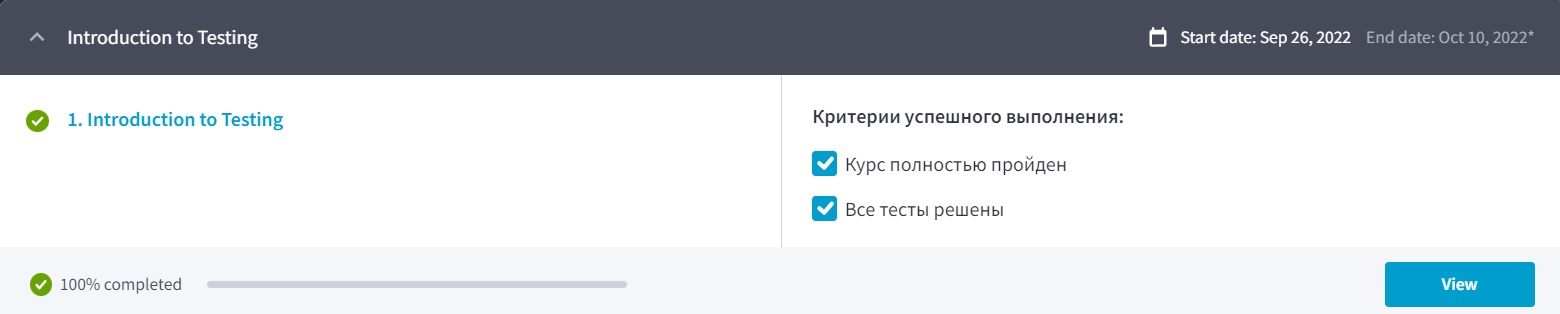 Introduction to Testing
Start date: Sep 26, 2022 End date: Oct 10, 2022*
1. Introduction to Testing
Критерии успешного выполнения:
Курс полностью пройден
Все тесты решены
100% completed
View